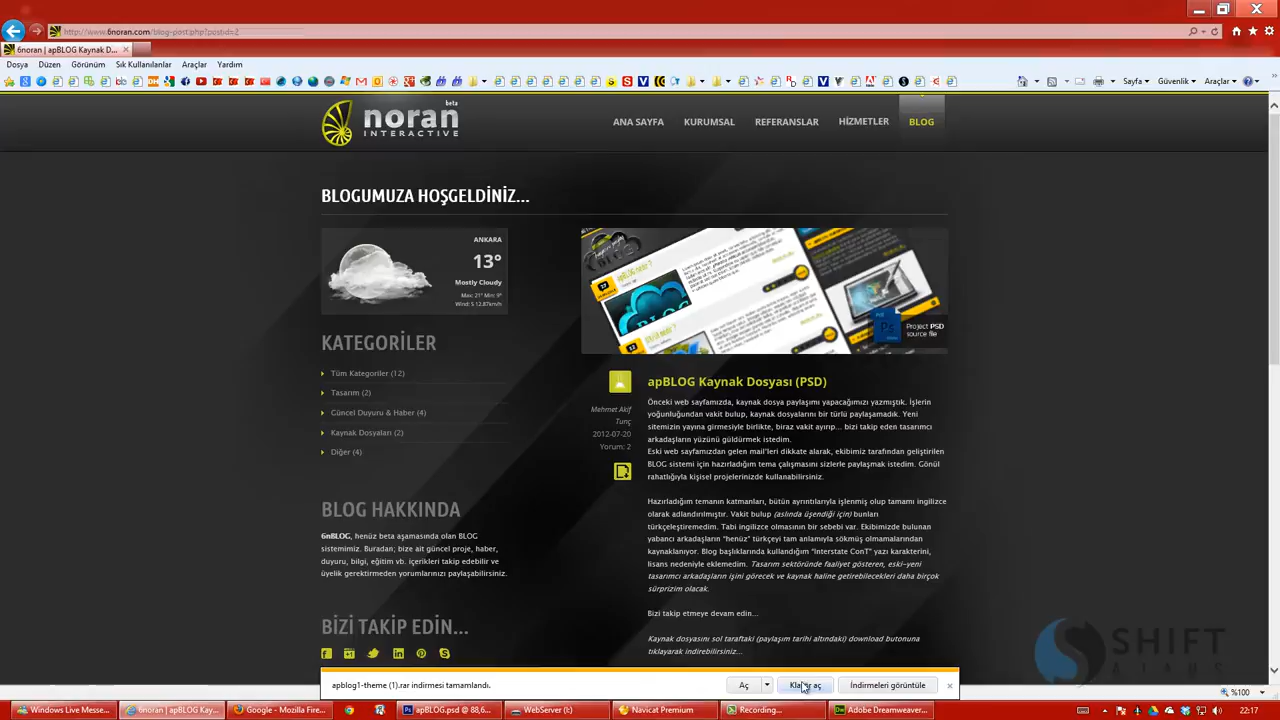 http://www.6noran.com/blog-post.php?postid=2
6noran | apBLOG Kaynak D...
Dosya Düzen Görünüm Sık Kullanılanlar Araçlar Yardım
Sayfa Güvenlik Araçlar
noran beta
INTERACTIVE
ANA SAYFA KURUMSAL REFERANSLAR HİZMETLER BLOG
BLOGUMUZA HOŞGELDİNİZ...
ANKARA
13°
Mostly Cloudy
Max: 21° Min: 9°
Wind: S 12.87km/h
KATEGORİLER
Tüm Kategoriler (12)
Tasarım (2)
Güncel Duyuru & Haber (4)
Kaynak Dosyaları (2)
Diğer (4)
BLOG HAKKINDA
6nBLOG, henüz beta aşamasında olan BLOG
sistemimiz. Buradan; bize ait güncel proje, haber,
duyuru, bilgi, eğitim vb. içerikleri takip edebilir ve
üyelik gerektirmeden yorumlarınızı paylaşabilirsiniz.
BİZİ TAKİP EDİN...
Project PSD
source file
apBLOG Kaynak Dosyası (PSD)
Mehmet Akif
Tunç
2012-07-20
Yorum: 2
Önceki web sayfamızda, kaynak dosya paylaşımı yapacağımızı yazmıştık. İşlerin
yoğunluğundan vakit bulup, kaynak dosyalarını bir türlü paylaşamadık. Yeni
sitemizin yayına girmesiyle birlikte, biraz vakit ayırıp... bizi takip eden tasarımcı
arkadaşların yüzünü güldürmek istedim.
Eski web sayfamızdan gelen mail'leri dikkate alarak, ekibimiz tarafından geliştirilen
BLOG sistemi için hazırladığım tema çalışmasını sizlerle paylaşmak istedim. Gönül
rahatlığıyla kişisel projelerinizde kullanabilirsiniz.
Hazırladığım temanın katmanları, bütün ayrıntılarıyla işlenmiş olup tamamı ingilizce
olarak adlandırılmıştır. Vakit bulup (aslında üşendiği için) bunları
türkçeleştiremedim. Tabi ingilizce olmasının bir sebebi var. Ekibimizde bulunan
yabancı arkadaşların "henüz" türkçeyi tam anlamıyla sökmüş olmamalarından
kaynaklanıyor. Blog başlıklarında kullandığım "Interstate ConT" yazı karakterini,
lisans nedeniyle eklemedim. Tasarım sektöründe faaliyet gösteren, eski-yeni
tasarımcı arkadaşların işini görecek ve kaynak haline getirebilecekleri daha birçok
sürprizim olacak.
Bizi takip etmeye devam edin...
Kaynak dosyasını sol taraftaki (paylaşım tarihi altındaki) download butonuna
tıklayarak indirebilirsiniz...
SHIFT
apblog1-theme (1).rar indirmesi tamamlandı.
Aç Klasör aç İndirmeleri görüntüle
%100
Windows Live Messe... 6noran | apBLOG Kay... Google - Mozilla Firef... apBLOG.psd @ 88,6... WebServer (I:) Navicat Premium Recording... Adobe Dreamweaver... 22:17